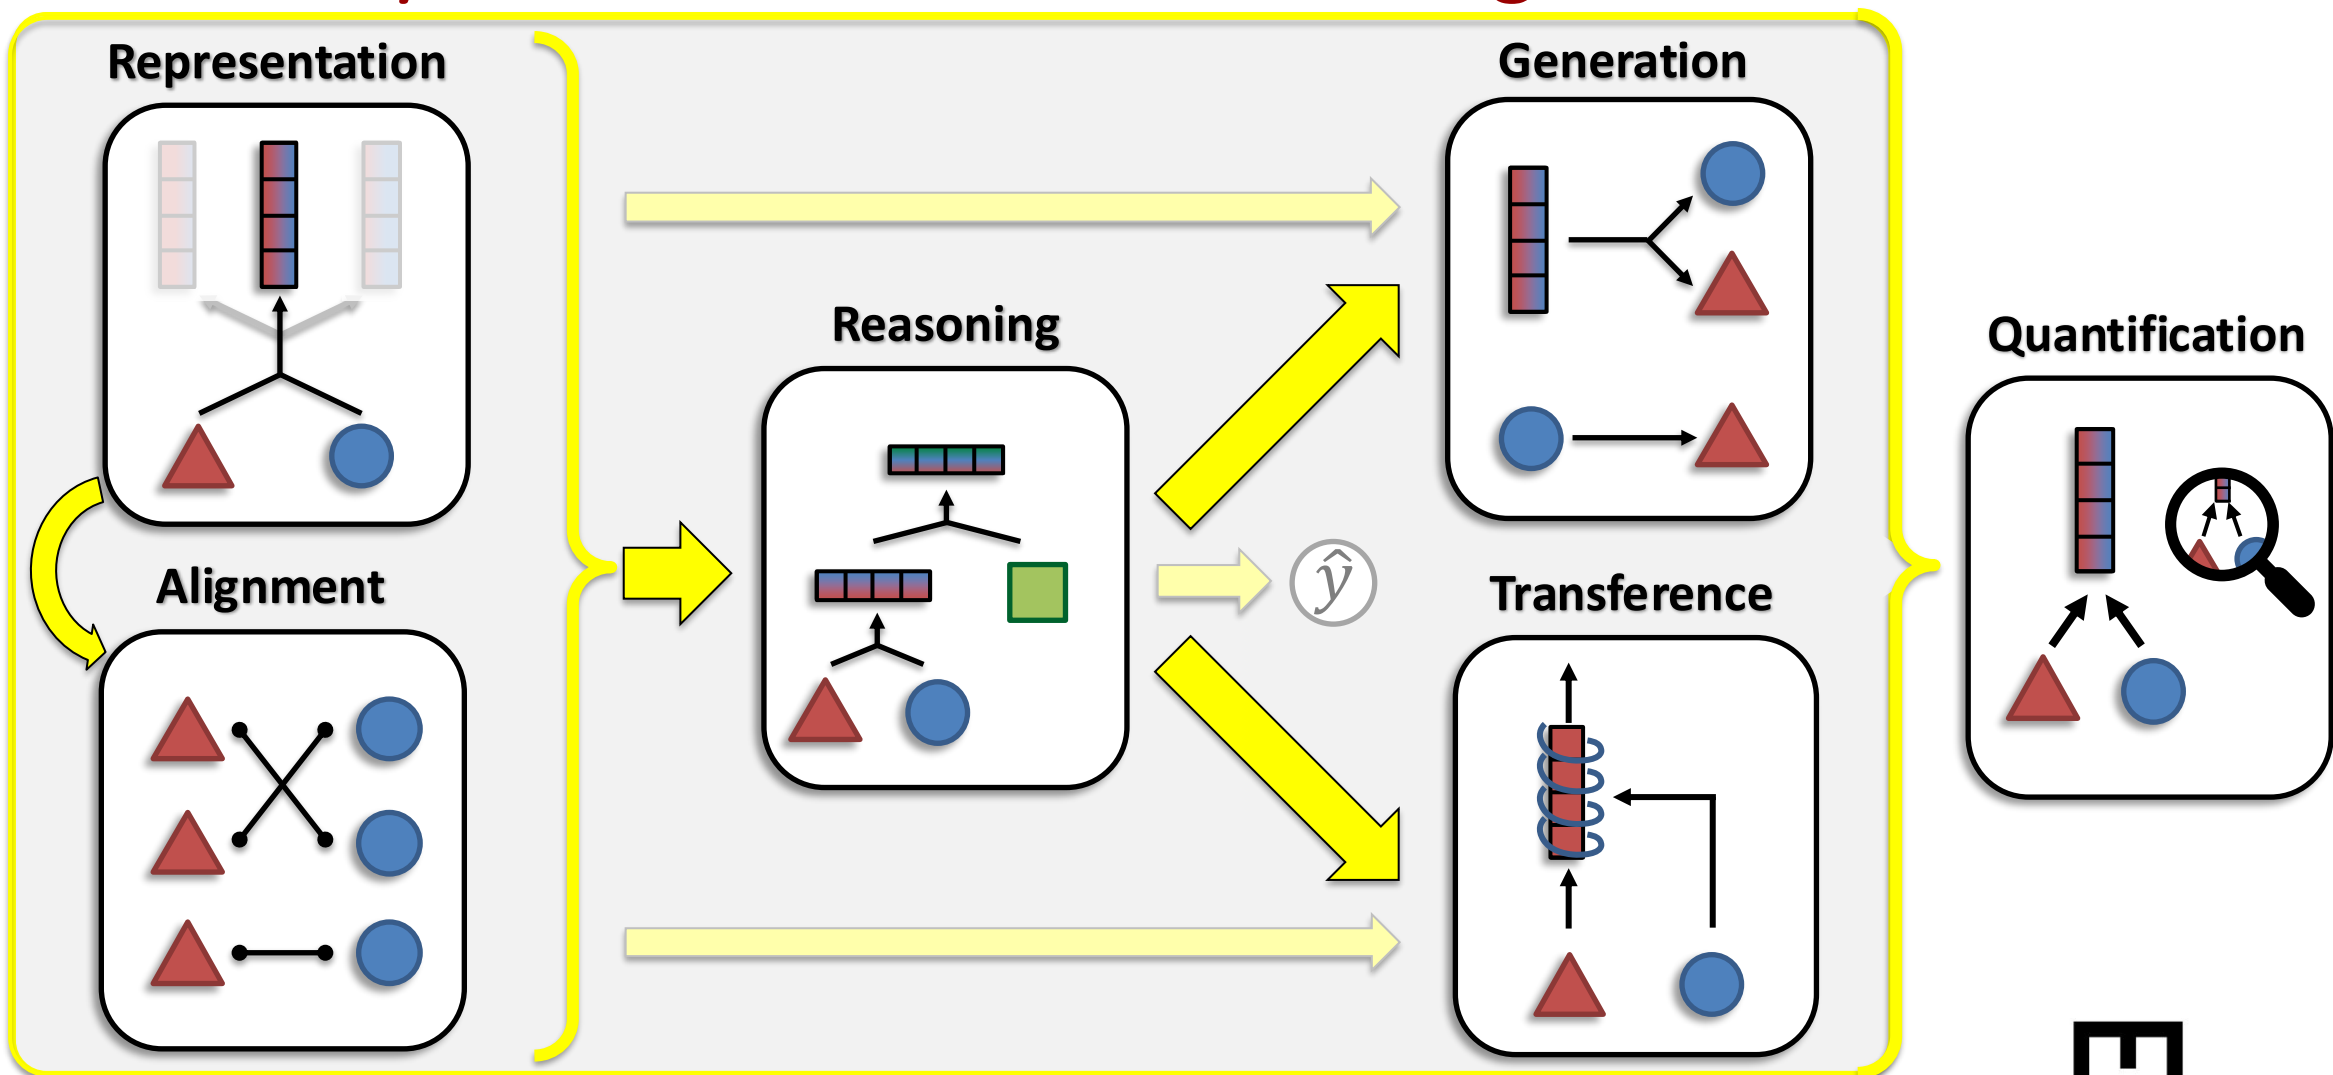 Representation
Generation
Reasoning
Quantification
Alignment
ŷ
Transference
E